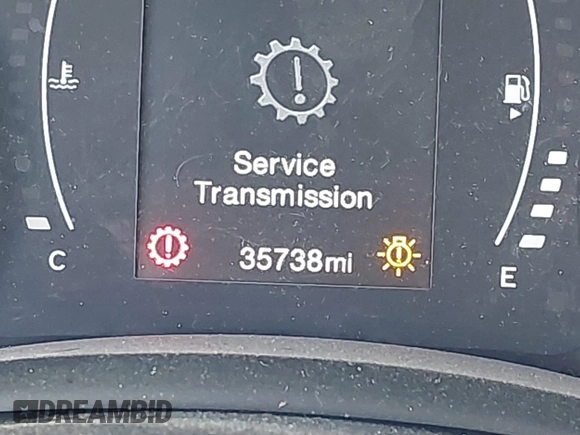 Service
Transmission
35738mi
C
E
DREAMBID